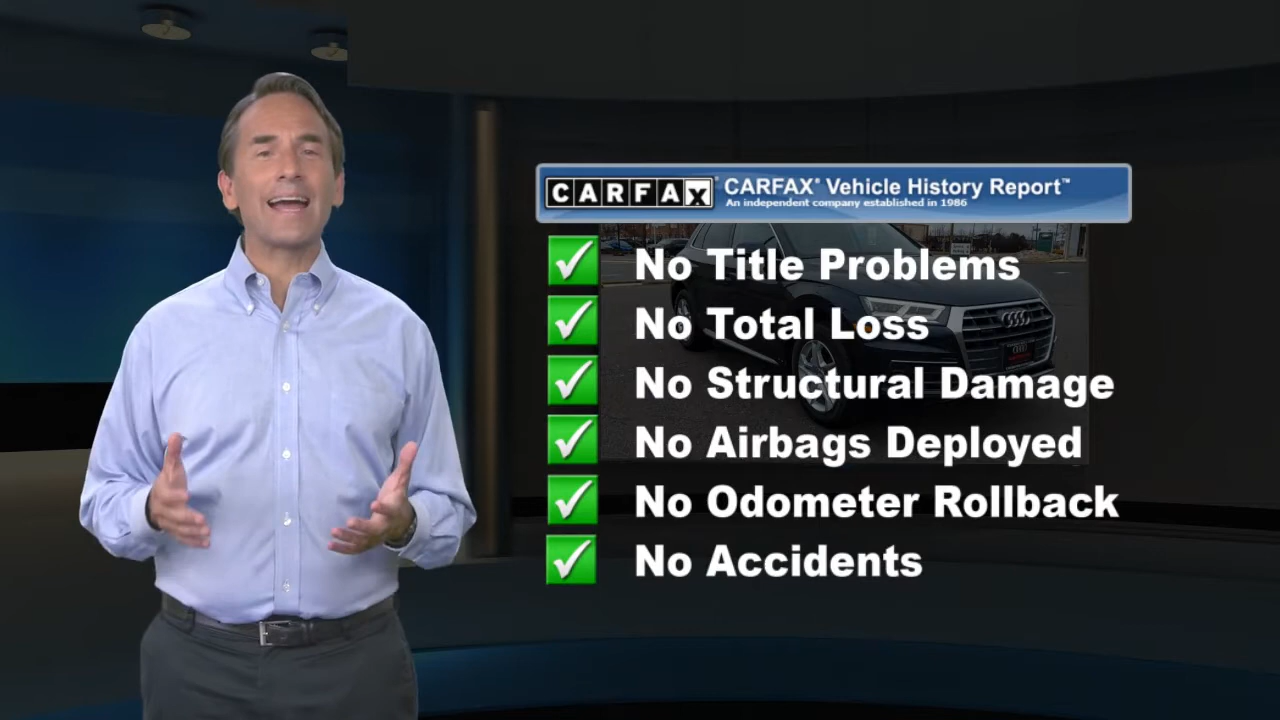 CARFAX® CARFAX® Vehicle History Report™
An independent company established in 1986
No Title Problems
No Total Loss
No Structural Damage
No Airbags Deployed
No Odometer Rollback
No Accidents